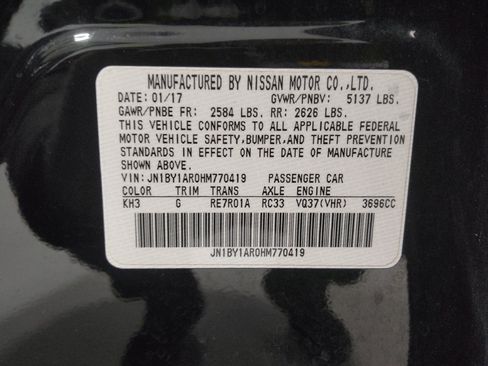 MANUFACTURED BY NISSAN MOTOR CO.,LTD.
DATE: 01/17 GVWR/PNBV: 5137 LBS.
GAWR/PNBE FR: 2584 LBS. RR: 2626 LBS.
THIS VEHICLE CONFORMS TO ALL APPLICABLE FEDERAL
MOTOR VEHICLE SAFETY,BUMPER,AND THEFT PREVENTION
STANDARDS IN EFFECT ON THE DATE OF MANUFACTURE
SHOWN ABOVE.
VIN: JN1BY1AR0HM770419 PASSENGER CAR
COLOR TRIM TRANS AXLE ENGINE
KH3 G RE7R01A RC33 VQ37(VHR) 3696CC
JN1BY1AR0HM770419